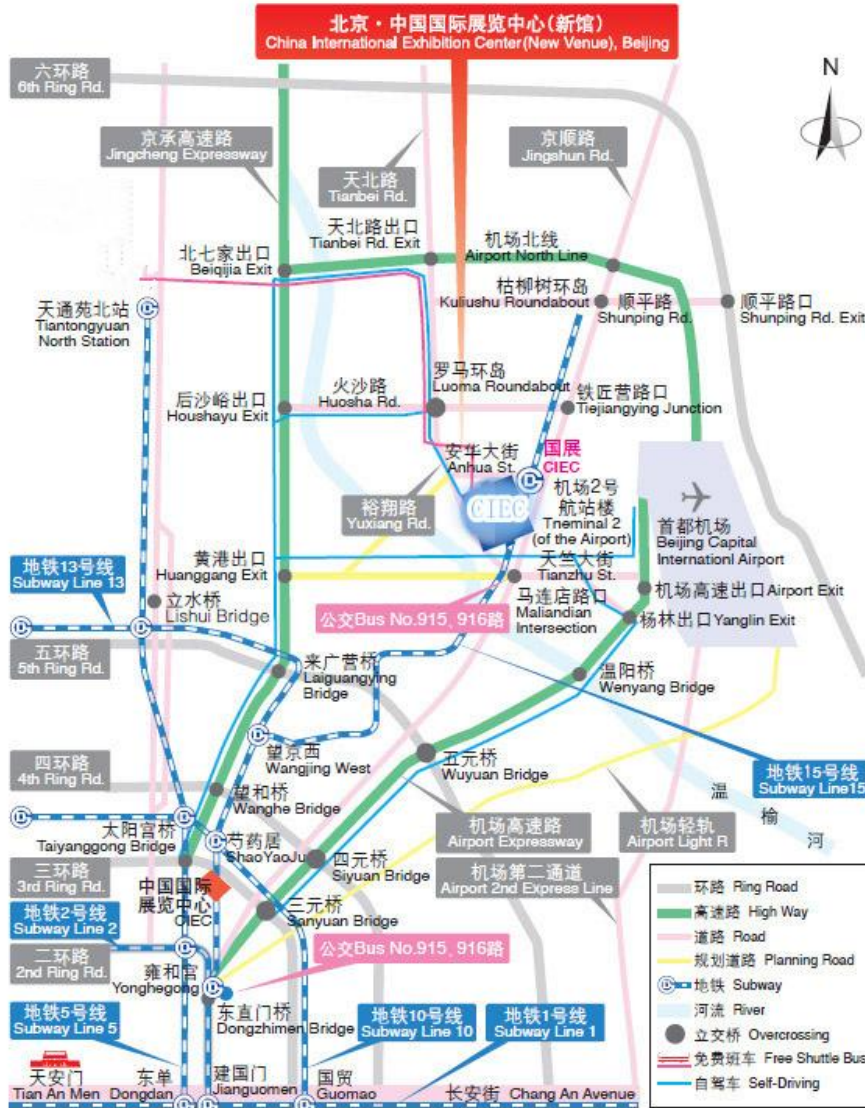 北京·中国国际展览中心(新馆)
China International Exhibition Center(New Venue), Beijing
六环路
6th Ring Rd.
N
京承高速路
Jingcheng Expressway
京顺路
Jingshun Rd.
天北路
Tianbei Rd.
天北路出口
Tianbei Rd. Exit
机场北线
Airport North Line
北七家出口
Beiqijia Exit
枯柳树环岛
Kuliushu Roundabout
顺平路
Shunping Rd.
顺平路口
Shunping Rd. Exit
天通苑北站
Tiantongyuan
North Station
罗马环岛
Luoma Roundabout
后沙峪出口
Houshayu Exit
火沙路
Huosha Rd.
铁匠营路口
Tiejiangying Junction
安华大街
Anhua St.
国展
CIEC
CIEC
裕翔路
Yuxiang Rd.
机场2号
航站楼
Tneminal 2
(of the Airport)
首都机场
Beijing Capital
Internationl Airport
黄港出口
Huanggang Exit
天竺大街
Tianzhu St.
机场高速出口Airport Exit
地铁13号线
Subway Line 13
立水桥
Lishui Bridge
公交Bus No.915, 916路
马连店路口
Maliandian
Intersection
杨林出口Yanglin Exit
五环路
5th Ring Rd.
来广营桥
Laiguangying
Bridge
温阳桥
Wenyang Bridge
望京西
Wangjing West
五元桥
Wuyuan Bridge
地铁15号线
Subway Line15
四环路
4th Ring Rd.
望和桥
Wanghe Bridge
温
榆
河
太阳宫桥
Taiyanggong Bridge
芍药居
ShaoYaoJu
四元桥
Siyuan Bridge
机场高速路
Airport Expressway
机场轻轨
Airport Light R
三环路
3rd Ring Rd.
中国国际
展览中心
CIEC
机场第二通道
Airport 2nd Express Line
地铁2号线
Subway Line 2
三元桥
Sanyuan Bridge
二环路
2nd Ring Rd.
雍和宫
Yonghegong
公交Bus No.915, 916路
东直门桥
Dongzhimen Bridge
地铁5号线
Subway Line 5
地铁10号线
Subway Line 10
地铁1号线
Subway Line 1
天安门
Tian An Men
东单
Dongdan
建国门
Jianguomen
国贸
Guomao
长安街
Chang An Avenue
环路 Ring Road
高速路 High Way
道路 Road
规划道路 Planning Road
地铁 Subway
河流 River
立交桥 Overcrossing
免费班车 Free Shuttle Bus
自驾车 Self-Driving